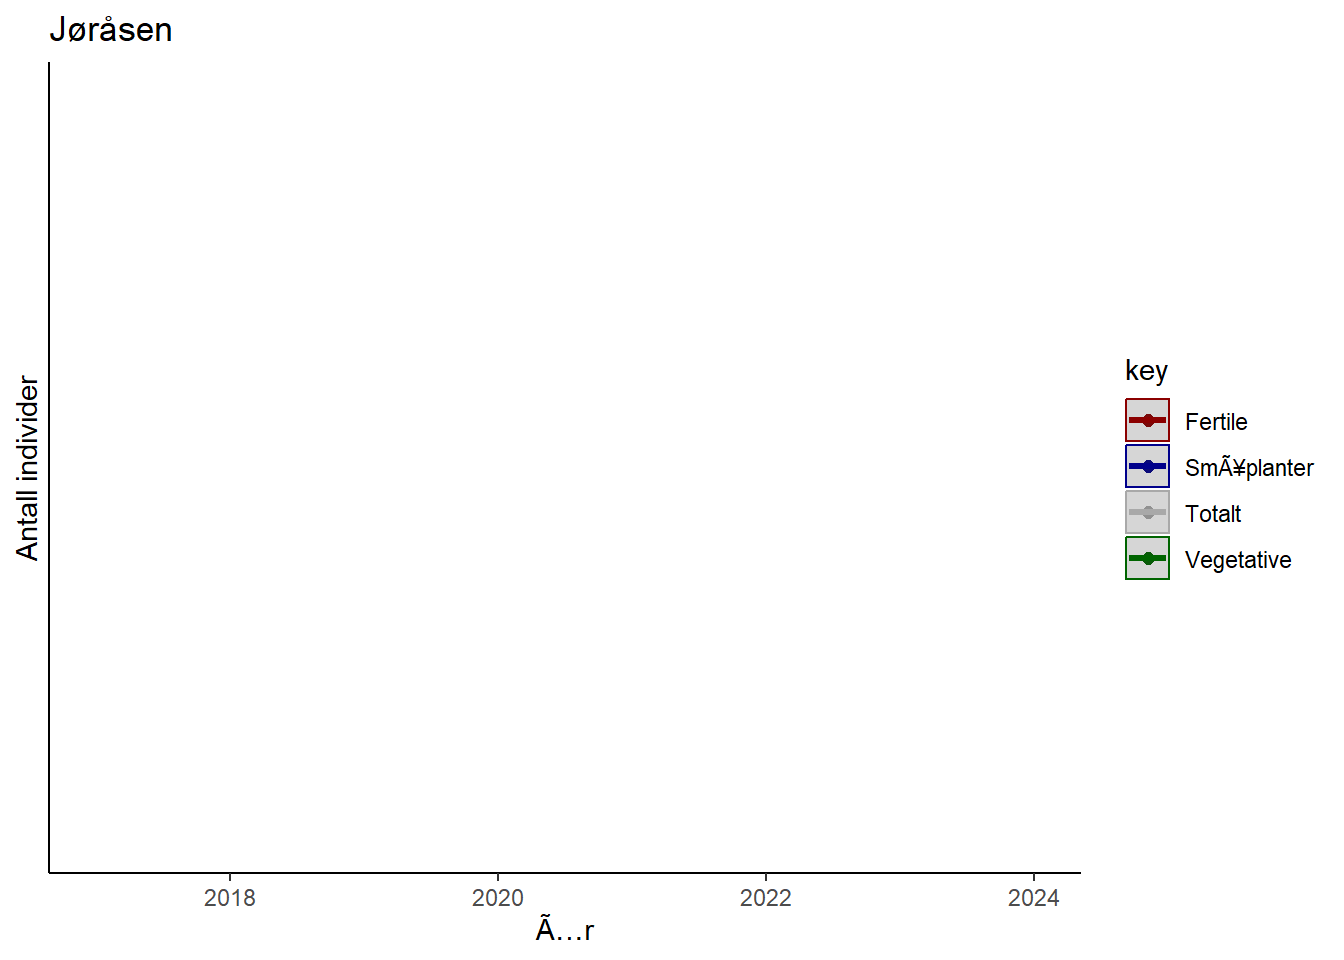 Jøråsen
Antall individer
2018 2020 2022 2024
Ã…r
key
Fertile
SmÃ¥planter
Totalt
Vegetative